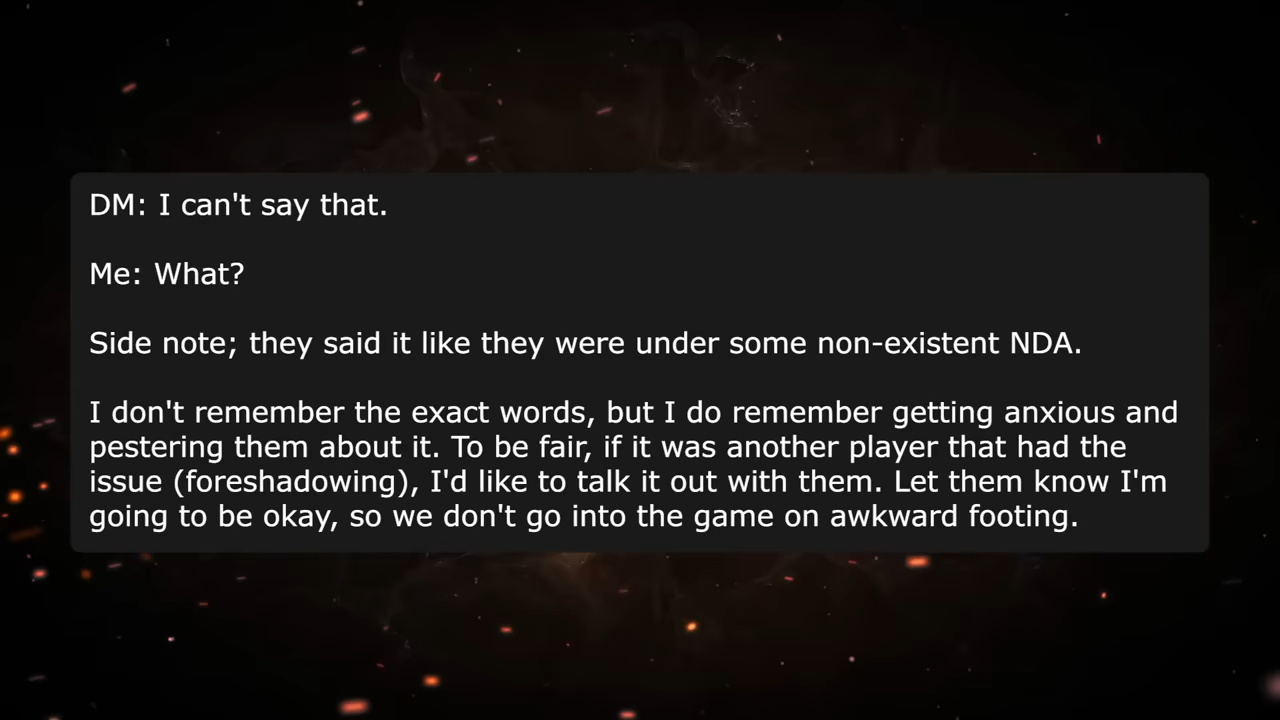 DM: I can't say that.
Me: What?
Side note; they said it like they were under some non-existent NDA.
I don't remember the exact words, but I do remember getting anxious and
pestering them about it. To be fair, if it was another player that had the
issue (foreshadowing), I'd like to talk it out with them. Let them know I'm
going to be okay, so we don't go into the game on awkward footing.